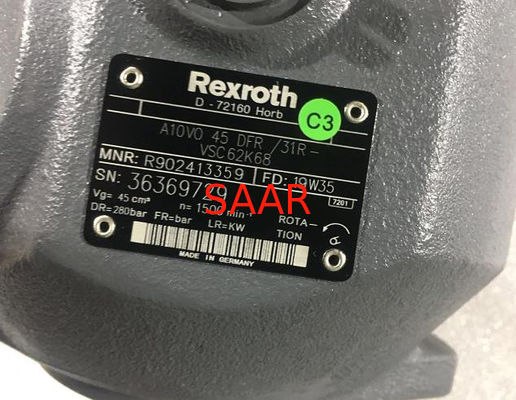 Rexroth
D - 72160 Horb
C3
A10VO 45 DFR /31R-
VSC62K68
MNR: R902413359 FD: 19W35
SN: 36369729
7201
SAAR
Vg= 45 cm³ n= 1500 min⁻¹ ROTA-
DR=280bar FR=bar LR=KW TION
MADE IN GERMANY